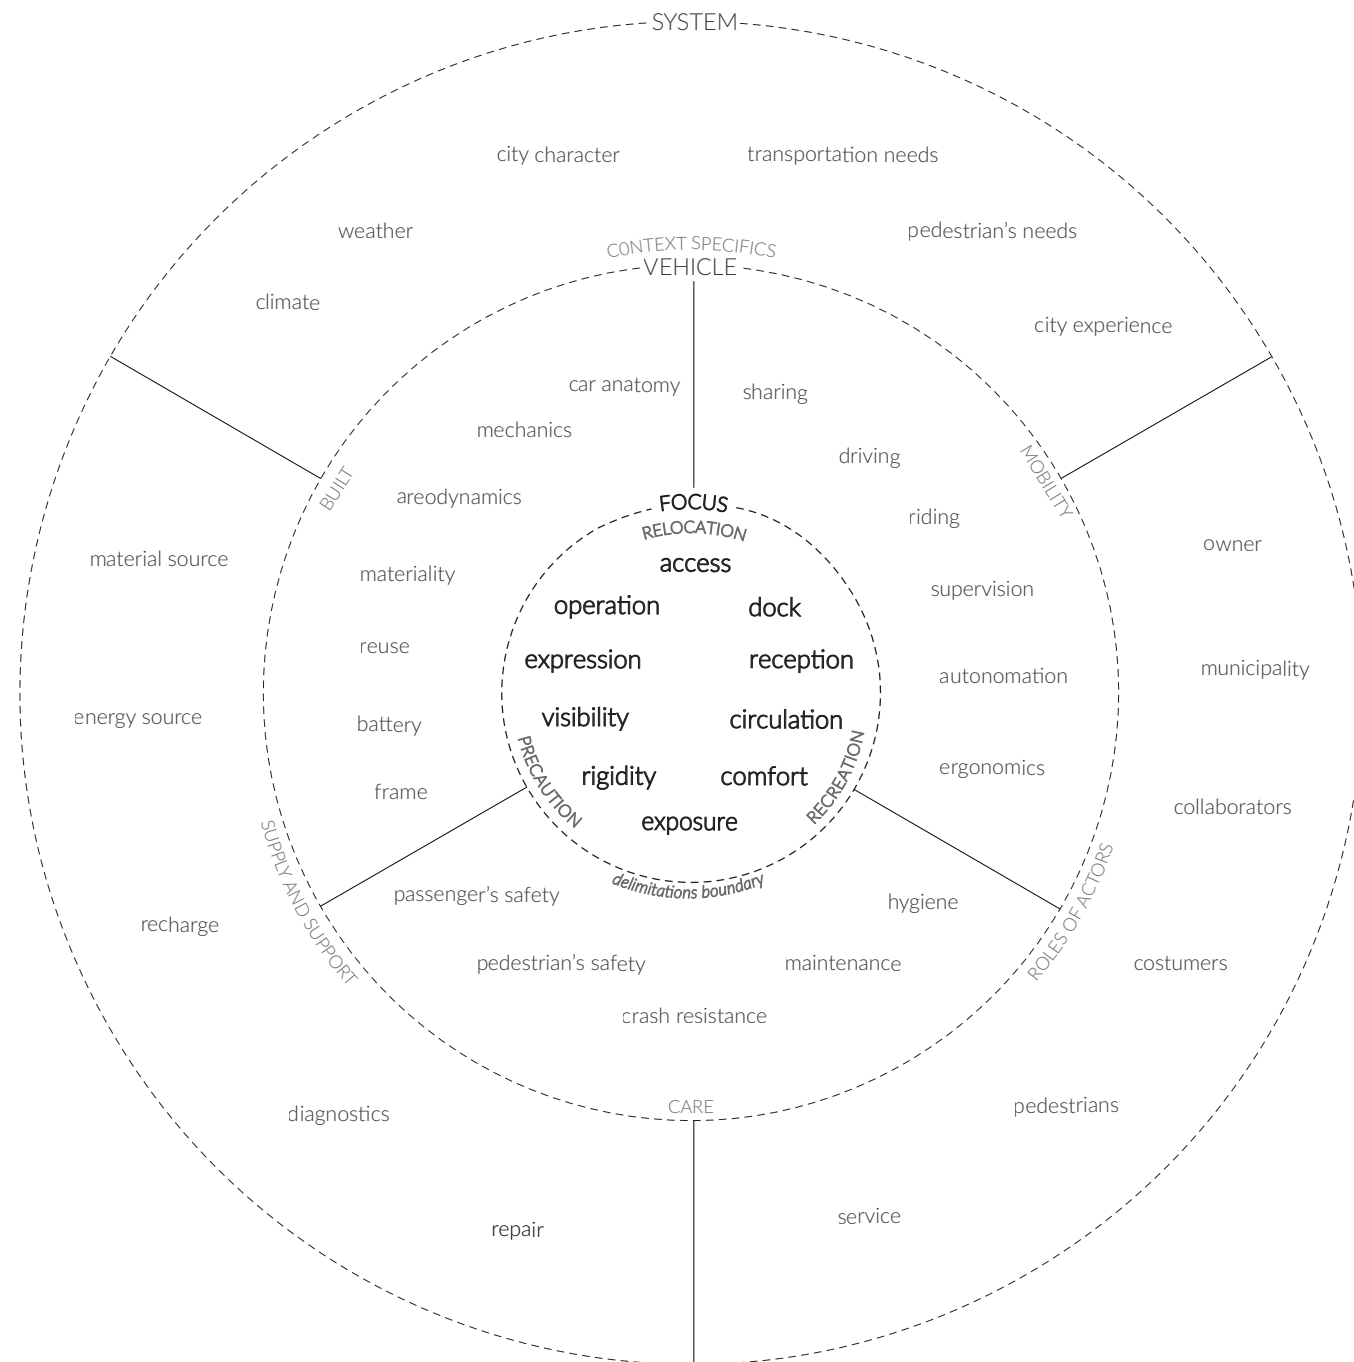 SYSTEM
city character
transportation needs
weather
pedestrian's needs
C0NTEXT SPECIFICS
VEHICLE
climate
city experience
car anatomy
sharing
mechanics
driving
BUILT
MOBILITY
areodynamics
FOCUS
riding
RELOCATION
owner
material source
access
materiality
supervision
operation
dock
reuse
expression
reception
municipality
autonomation
energy source
battery
visibility
circulation
PRECAUTION
RECREATION
rigidity
comfort
ergonomics
frame
collaborators
exposure
SUPPLY AND SUPPORT
ROLES OF ACTORS
delimitations boundary
passenger's safety
hygiene
recharge
pedestrian's safety
maintenance
costumers
crash resistance
CARE
diagnostics
pedestrians
repair
service